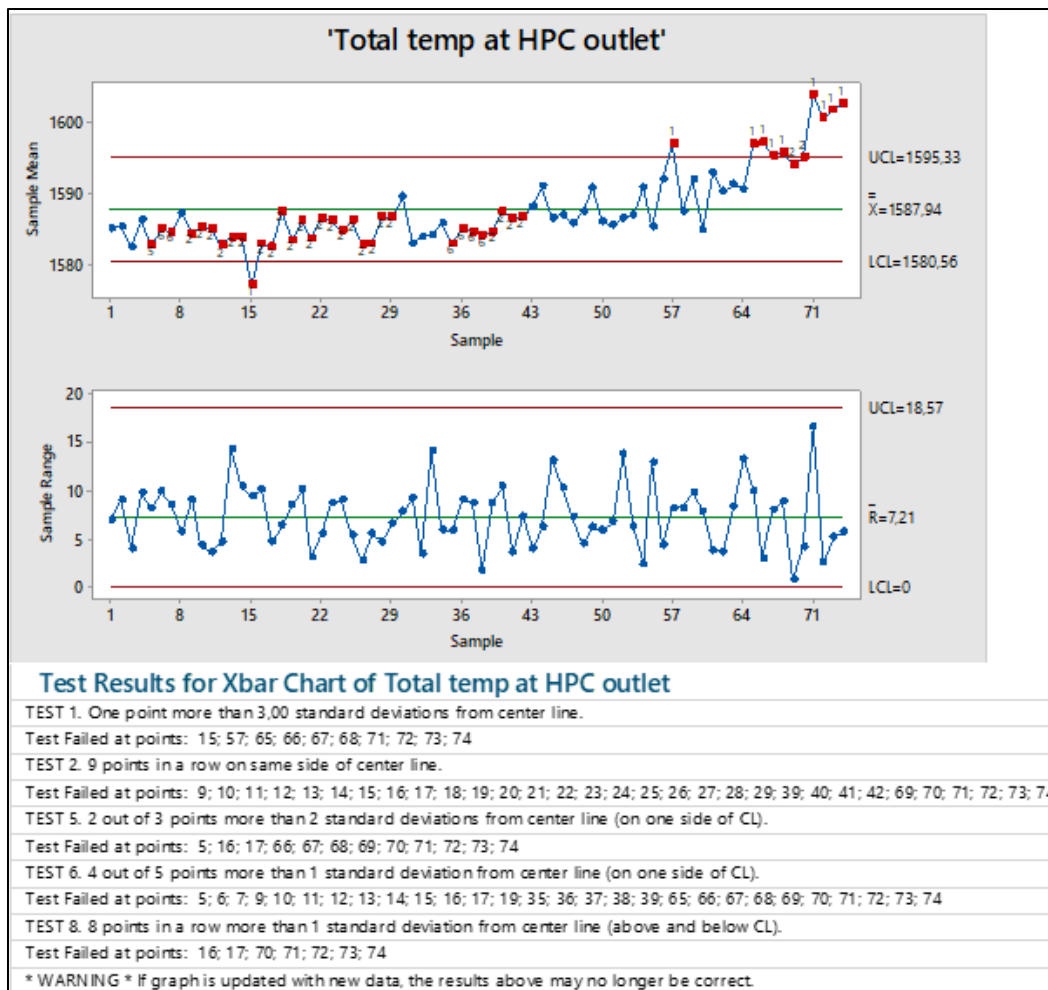 'Total temp at HPC outlet'
1600
1590
1580
Sample Mean
UCL=1595,33
X=1587,94
LCL=1580,56
1 8 15 22 29 36 43 50 57 64 71
Sample
20
15
10
5
0
Sample Range
UCL=18,57
R=7,21
LCL=0
1 8 15 22 29 36 43 50 57 64 71
Sample
Test Results for Xbar Chart of Total temp at HPC outlet
TEST 1. One point more than 3,00 standard deviations from center line.
Test Failed at points: 15; 57; 65; 66; 67; 68; 71; 72; 73; 74
TEST 2. 9 points in a row on same side of center line.
Test Failed at points: 9; 10; 11; 12; 13; 14; 15; 16; 17; 18; 19; 20; 21; 22; 23; 24; 25; 26; 27; 28; 29; 39; 40; 41; 42; 69; 70; 71; 72; 73; 74
TEST 5. 2 out of 3 points more than 2 standard deviations from center line (on one side of CL).
Test Failed at points: 5; 16; 17; 66; 67; 68; 69; 70; 71; 72; 73; 74
TEST 6. 4 out of 5 points more than 1 standard deviation from center line (on one side of CL).
Test Failed at points: 5; 6; 7; 9; 10; 11; 12; 13; 14; 15; 16; 17; 19; 35; 36; 37; 38; 39; 65; 66; 67; 68; 69; 70; 71; 72; 73; 74
TEST 8. 8 points in a row more than 1 standard deviation from center line (above and below CL).
Test Failed at points: 16; 17; 70; 71; 72; 73; 74
* WARNING * If graph is updated with new data, the results above may no longer be correct.